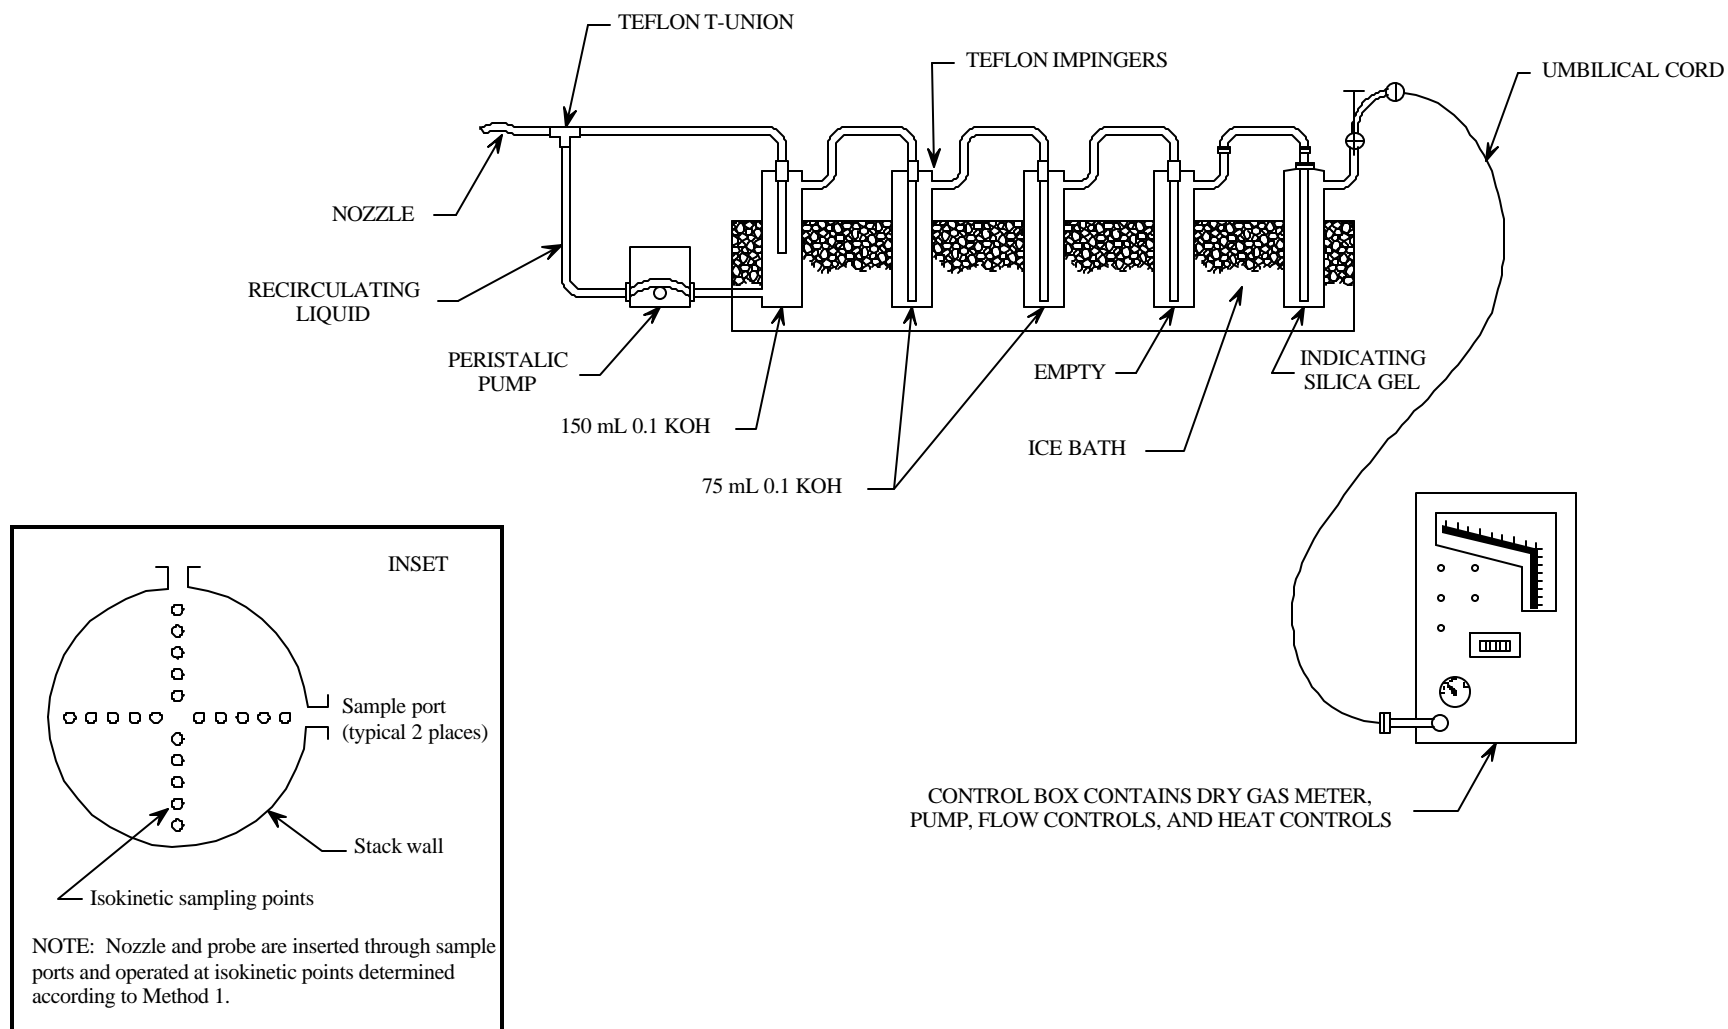 TEFLON T-UNION
TEFLON IMPINGERS
UMBILICAL CORD
NOZZLE
RECIRCULATING
LIQUID
PERISTALIC
PUMP
EMPTY
INDICATING
SILICA GEL
150 mL 0.1 KOH
ICE BATH
75 mL 0.1 KOH
INSET
Sample port
(typical 2 places)
Stack wall
Isokinetic sampling points
NOTE: Nozzle and probe are inserted through sample
ports and operated at isokinetic points determined
according to Method 1.
CONTROL BOX CONTAINS DRY GAS METER,
PUMP, FLOW CONTROLS, AND HEAT CONTROLS